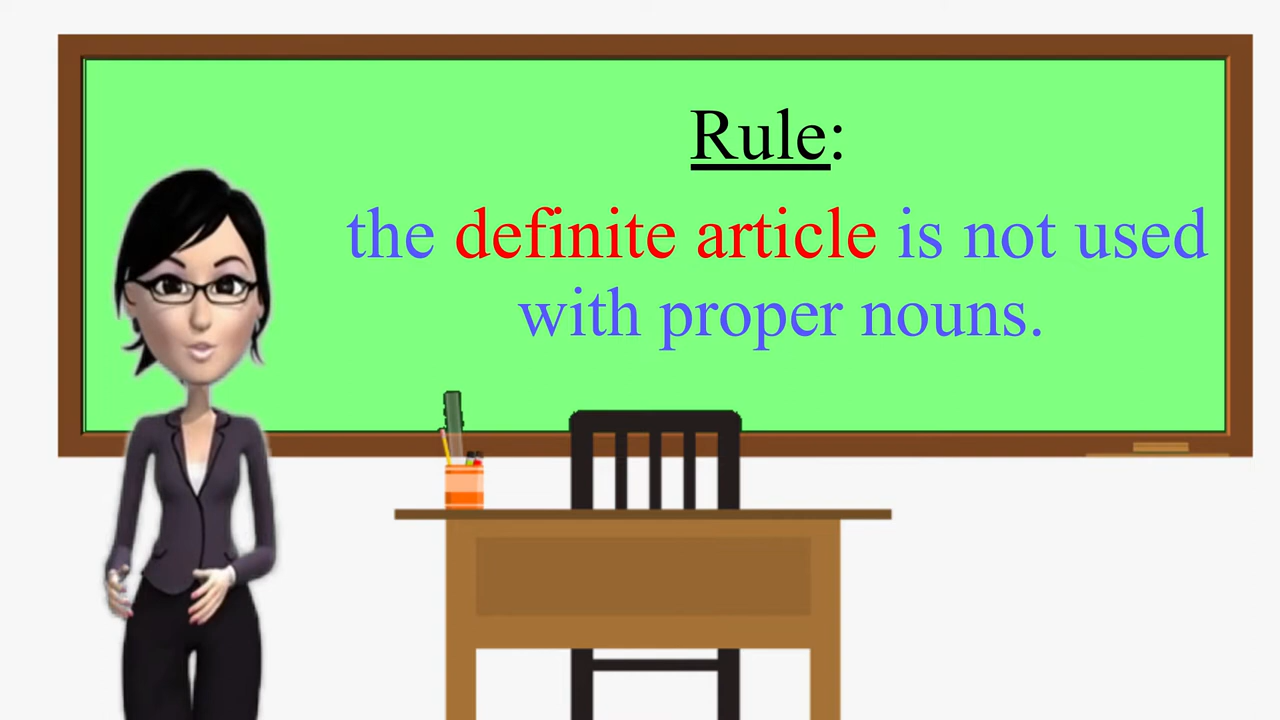 Rule:
the definite article is not used
with proper nouns.